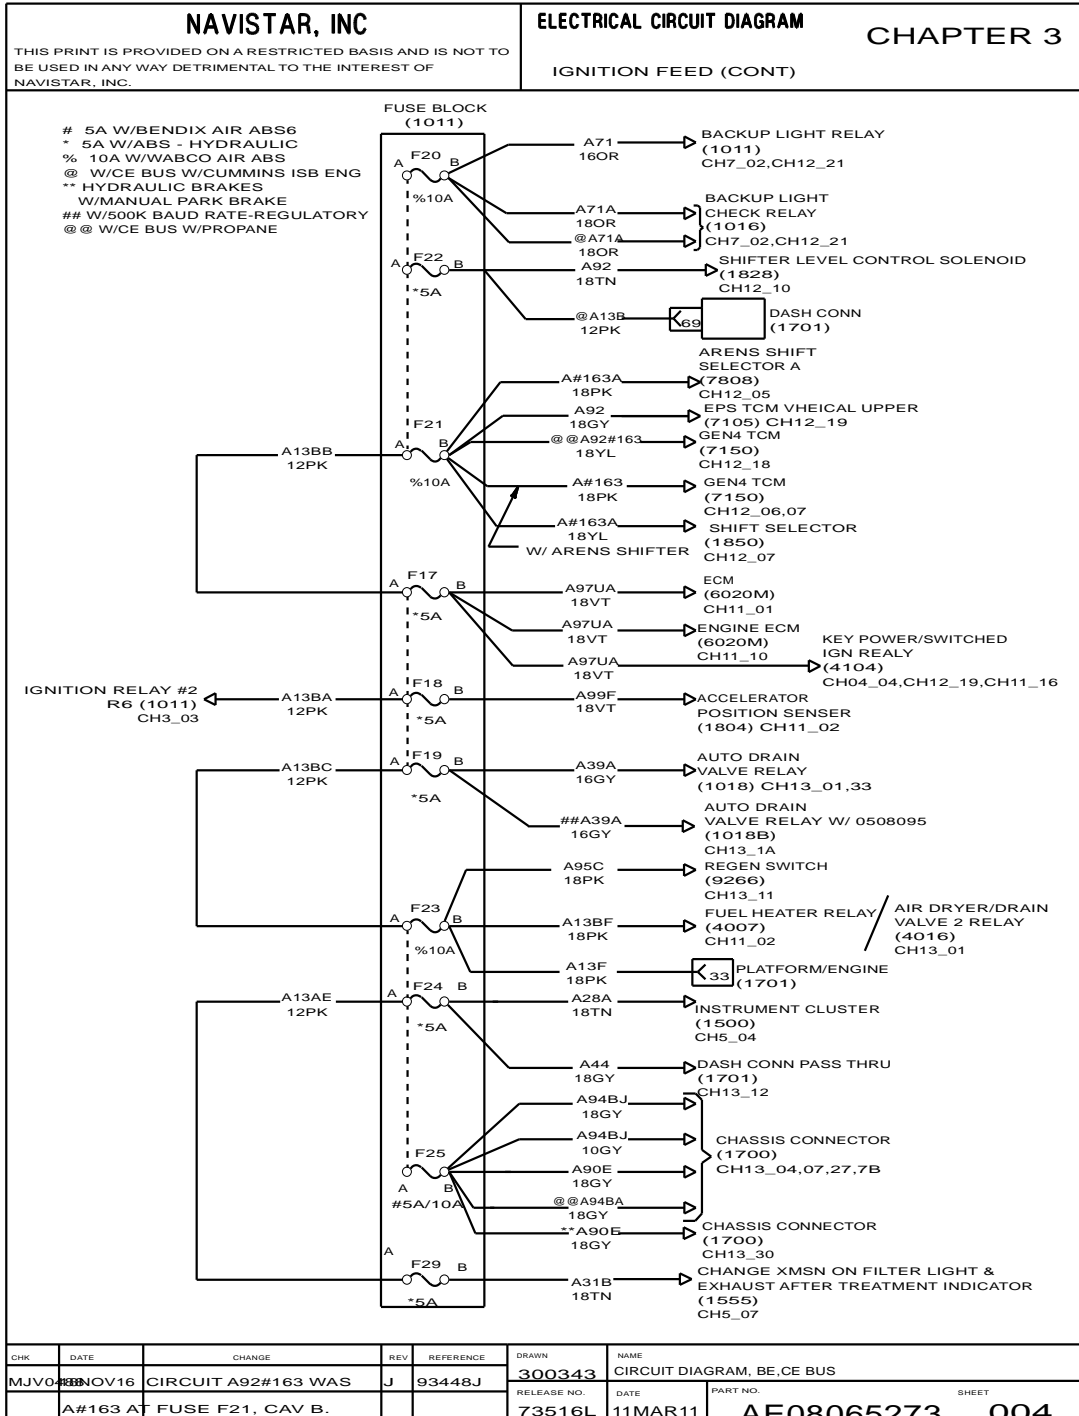 NAVISTAR, INC
THIS PRINT IS PROVIDED ON A RESTRICTED BASIS AND IS NOT TO
BE USED IN ANY WAY DETRIMENTAL TO THE INTEREST OF
NAVISTAR, INC.
ELECTRICAL CIRCUIT DIAGRAM
IGNITION FEED (CONT)
CHAPTER 3
# 5A W/BENDIX AIR ABS6
* 5A W/ABS - HYDRAULIC
% 10A W/WABCO AIR ABS
@ W/CE BUS W/CUMMINS ISB ENG
** HYDRAULIC BRAKES
W/MANUAL PARK BRAKE
## W/500K BAUD RATE-REGULATORY
@@ W/CE BUS W/PROPANE
FUSE BLOCK
(1011)
A F20 B
%10A
A71
16OR
BACKUP LIGHT RELAY
(1011)
CH7_02,CH12_21
A71A
18OR
@A71A
18OR
BACKUP LIGHT
CHECK RELAY
(1016)
CH7_02,CH12_21
A F22 B
*5A
A92
18TN
SHIFTER LEVEL CONTROL SOLENOID
(1828)
CH12_10
@A13B
12PK
69
DASH CONN
(1701)
A13BB
12PK
A F21 B
%10A
A#163A
18PK
ARENS SHIFT
SELECTOR A
(7808)
CH12_05
A92
18GY
EPS TCM VHEICAL UPPER
(7105) CH12_19
@@A92#163
18YL
GEN4 TCM
(7150)
CH12_18
A#163
18PK
GEN4 TCM
(7150)
CH12_06,07
A#163A
18YL
SHIFT SELECTOR
(1850)
CH12_07
W/ ARENS SHIFTER
A F17 B
*5A
A97UA
18VT
ECM
(6020M)
CH11_01
A97UA
18VT
ENGINE ECM
(6020M)
CH11_10
A97UA
18VT
KEY POWER/SWITCHED
IGN REALY
(4104)
CH04_04,CH12_19,CH11_16
IGNITION RELAY #2
R6 (1011)
CH3_03
A13BA
12PK
A F18 B
*5A
A99F
18VT
ACCELERATOR
POSITION SENSER
(1804) CH11_02
A13BC
12PK
A F19 B
*5A
A39A
16GY
AUTO DRAIN
VALVE RELAY
(1018) CH13_01,33
##A39A
16GY
AUTO DRAIN
VALVE RELAY W/ 0508095
(1018B)
CH13_1A
A95C
18PK
REGEN SWITCH
(9266)
CH13_11
A F23 B
%10A
A13BF
18PK
FUEL HEATER RELAY
(4007)
CH11_02
AIR DRYER/DRAIN
VALVE 2 RELAY
(4016)
CH13_01
A13F
18PK
33
PLATFORM/ENGINE
(1701)
A13AE
12PK
A F24 B
*5A
A28A
18TN
INSTRUMENT CLUSTER
(1500)
CH5_04
A44
18GY
DASH CONN PASS THRU
(1701)
CH13_12
F25
A B
#5A/10A
A94BJ
18GY
A94BJ
10GY
A90E
18GY
@@A94BA
18GY
CHASSIS CONNECTOR
(1700)
CH13_04,07,27,7B
**A90E
18GY
CHASSIS CONNECTOR
(1700)
CH13_30
A
F29 B
*5A
A31B
18TN
CHANGE XMSN ON FILTER LIGHT &
EXHAUST AFTER TREATMENT INDICATOR
(1555)
CH5_07
CHK DATE CHANGE REV REFERENCE
NOV16 CIRCUIT A92#163 WAS J 93448J
A#163 AT FUSE F21, CAV B.
DRAWN
300343
NAME
CIRCUIT DIAGRAM, BE,CE BUS
RELEASE NO.
73516L
DATE
11MAR11
PART NO.
AE08065273
SHEET
004